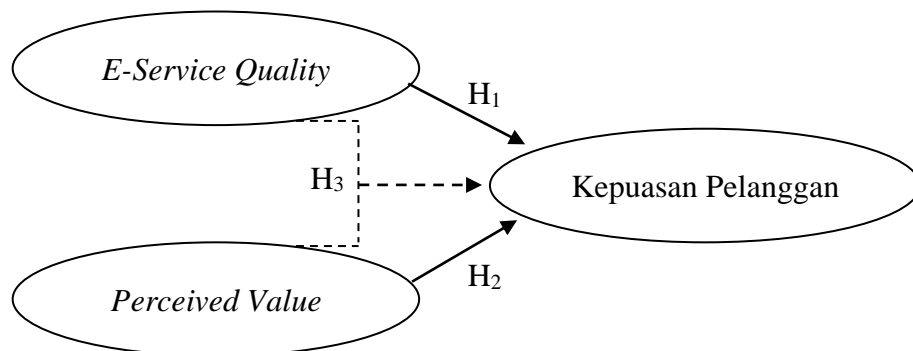 E-Service Quality
H₁
H₃
Kepuasan Pelanggan
H₂
Perceived Value